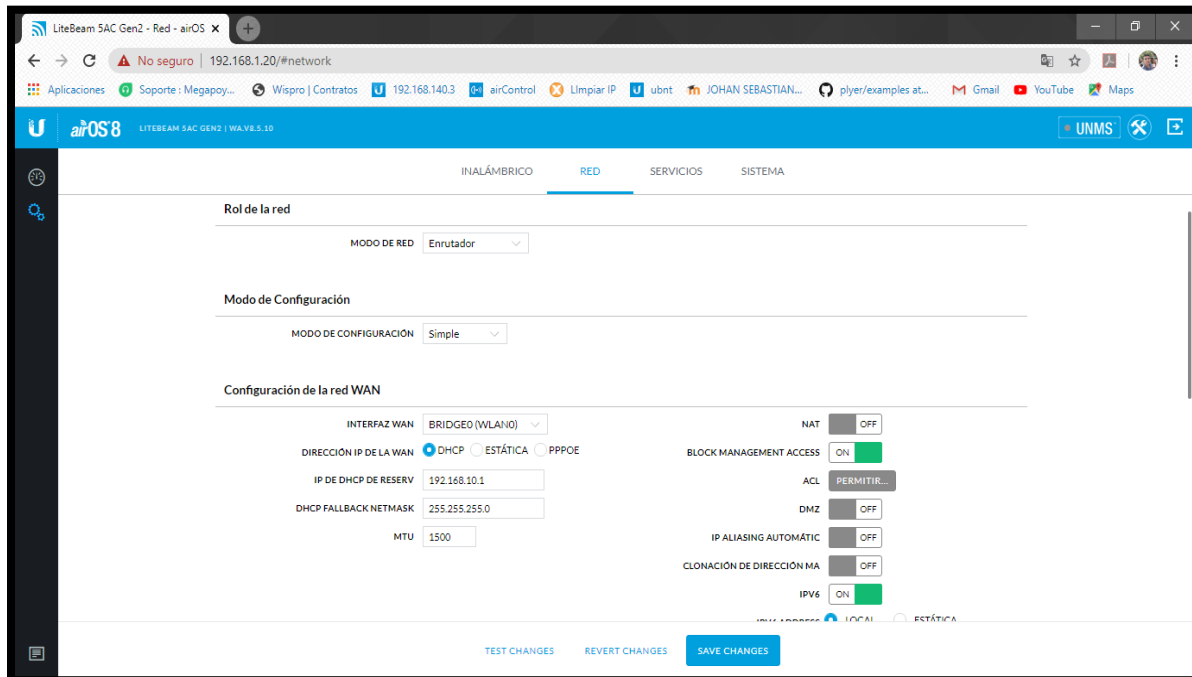 LiteBeam 5AC Gen2 - Red - airOS
No seguro | 192.168.1.20/#network
Aplicaciones Soporte : Megapoy... Wispro | Contratos 192.168.140.3 airControl LImpiar IP ubnt JOHAN SEBASTIAN... plyer/examples at... Gmail YouTube Maps
airOS 8 LITEBEAM 5AC GEN2 | WA.V8.5.10 UNMS
INALÁMBRICO RED SERVICIOS SISTEMA
Rol de la red
MODO DE RED Enrutador
Modo de Configuración
MODO DE CONFIGURACIÓN Simple
Configuración de la red WAN
INTERFAZ WAN BRIDGE0 (WLAN0) NAT OFF
DIRECCIÓN IP DE LA WAN DHCP ESTÁTICA PPPOE BLOCK MANAGEMENT ACCESS ON
IP DE DHCP DE RESERV 192.168.10.1 ACL PERMITIR...
DHCP FALLBACK NETMASK 255.255.255.0 DMZ OFF
MTU 1500 IP ALIASING AUTOMÁTIC OFF
CLONACIÓN DE DIRECCIÓN MA OFF
IPV6 ON
IPV6 ADDRESS LOCAL ESTÁTICA
TEST CHANGES REVERT CHANGES SAVE CHANGES